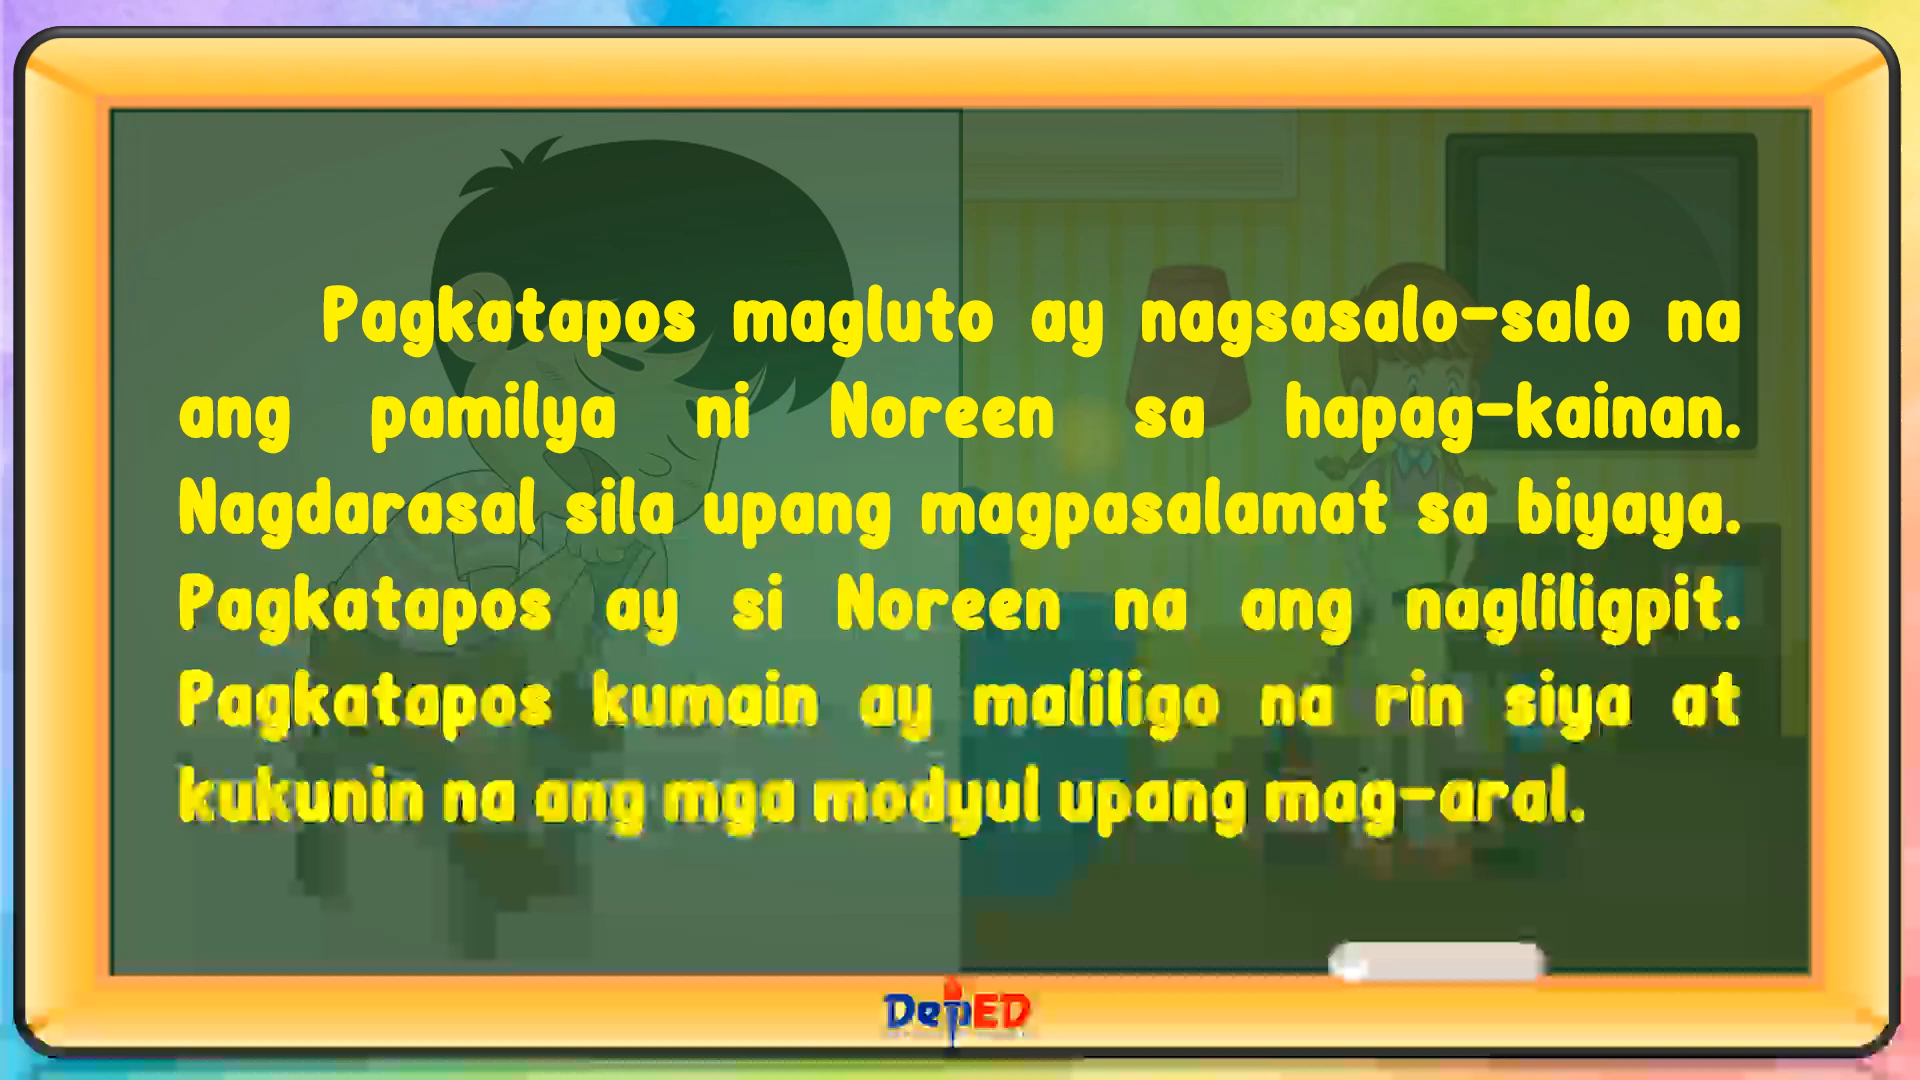 Pagkatapos magluto ay nagsasalo-salo na
ang pamilya ni Noreen sa hapag-kainan.
Nagdarasal sila upang magpasalamat sa biyaya.
Pagkatapos ay si Noreen na ang nagliligpit.
Pagkatapos kumain ay maliligo na rin siya at
kukunin na ang mga modyul upang mag-aral.
DepED